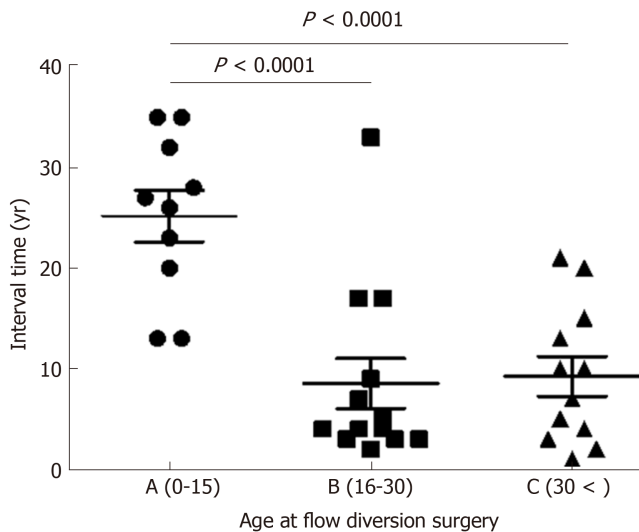 P < 0.0001
P < 0.0001
40
30
20
10
0
Interval time (yr)
A (0-15) B (16-30) C (30 < )
Age at flow diversion surgery